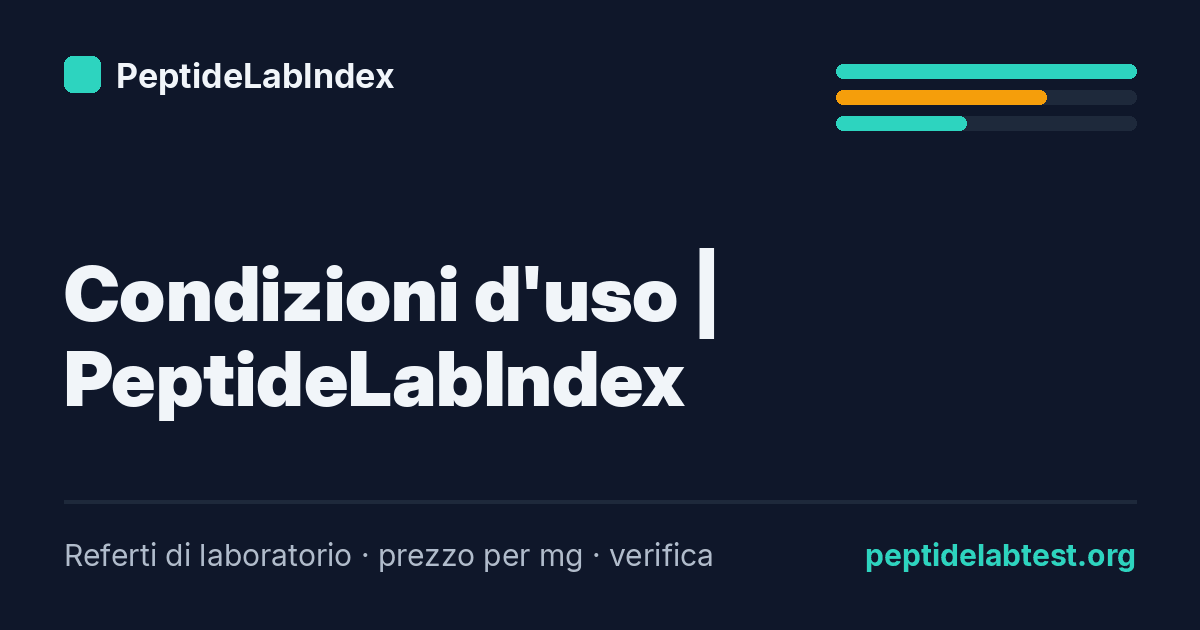 PeptideLabIndex
Condizioni d'uso |
PeptideLabIndex
Referti di laboratorio · prezzo per mg · verifica
peptidelabtest.org